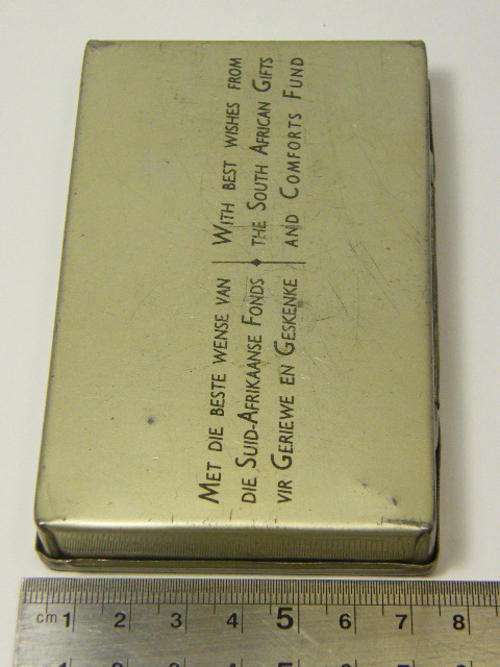 Met die beste wense van
die Suid-Afrikaanse Fonds
vir Geriewe en Geskenke
With best wishes from
the South African Gifts
and Comforts Fund
cm 1 2 3 4 5 6 7 8